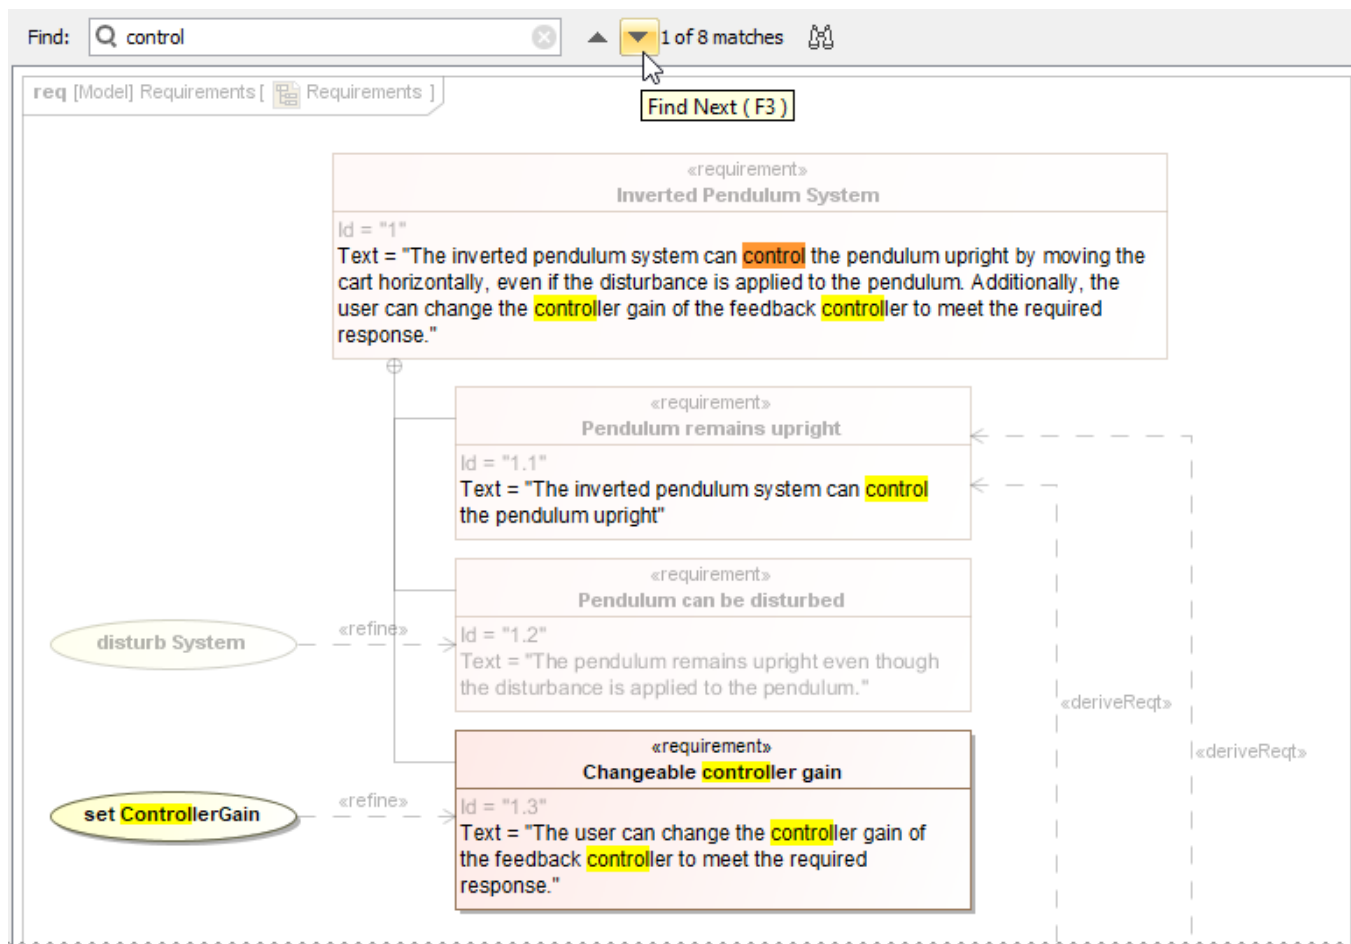 Find: control 1 of 8 matches
Find Next ( F3 )
req [Model] Requirements [ Requirements ]
«requirement»
Inverted Pendulum System
Id = "1"
Text = "The inverted pendulum system can control the pendulum upright by moving the
cart horizontally, even if the disturbance is applied to the pendulum. Additionally, the
user can change the controller gain of the feedback controller to meet the required
response."
«requirement»
Pendulum remains upright
Id = "1.1"
Text = "The inverted pendulum system can control
the pendulum upright"
«requirement»
Pendulum can be disturbed
disturb System
«refine»
Id = "1.2"
Text = "The pendulum remains upright even though
the disturbance is applied to the pendulum."
«deriveReqt»
«deriveReqt»
«requirement»
Changeable controller gain
set ControllerGain
«refine»
Id = "1.3"
Text = "The user can change the controller gain of
the feedback controller to meet the required
response."